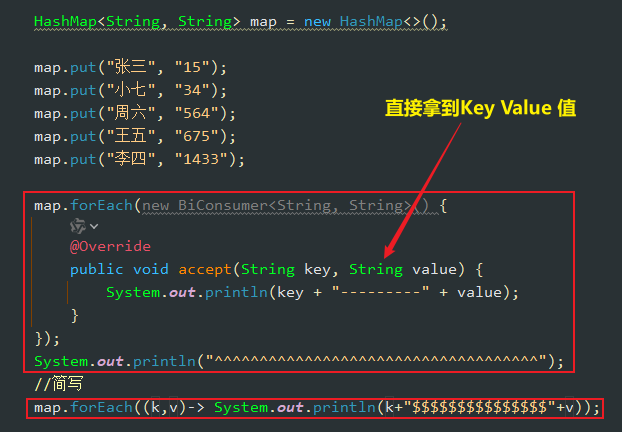 HashMap<String, String> map = new HashMap<>();
map.put("张三", "15");
map.put("小七", "34");
map.put("周六", "564");
map.put("王五", "675");
map.put("李四", "1433");
直接拿到Key Value 值
map.forEach(new BiConsumer<String, String>() {
@Override
public void accept(String key, String value) {
System.out.println(key + "---------" + value);
}
});
System.out.println("^^^^^^^^^^^^^^^^^^^^^^^^^^^^^^^^^^^^");
//简写
map.forEach((k,v)-> System.out.println(k+"$$$$$$$$$$$$$$$"+v));